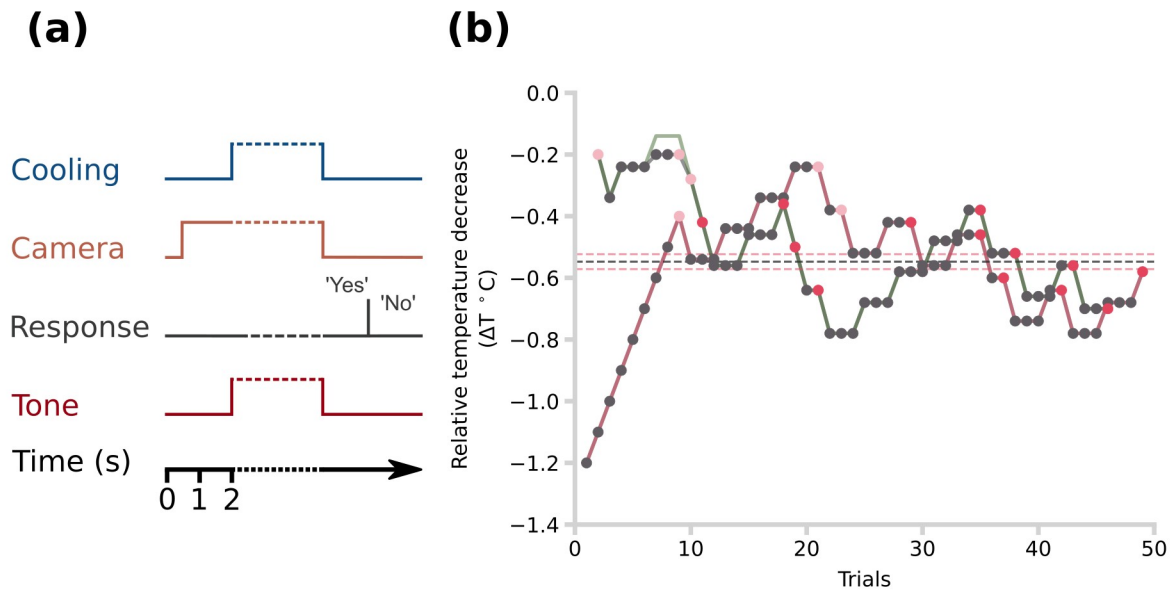 (a)
Cooling
Camera
Response
'Yes'
'No'
Tone
Time (s)
0 1 2
(b)
Relative temperature decrease
(ΔT °C)
0.0
−0.2
−0.4
−0.6
−0.8
−1.0
−1.2
−1.4
0 10 20 30 40 50
Trials